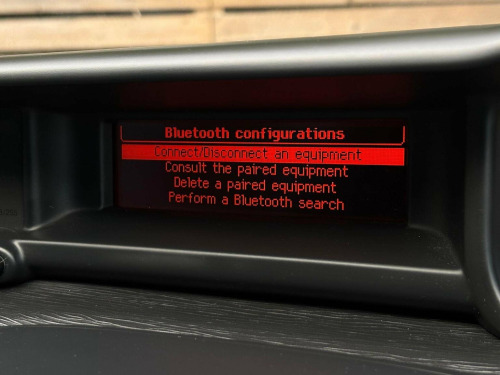 Bluetooth configurations
Connect/Disconnect an equipment
Consult the paired equipment
Delete a paired equipment
Perform a Bluetooth search